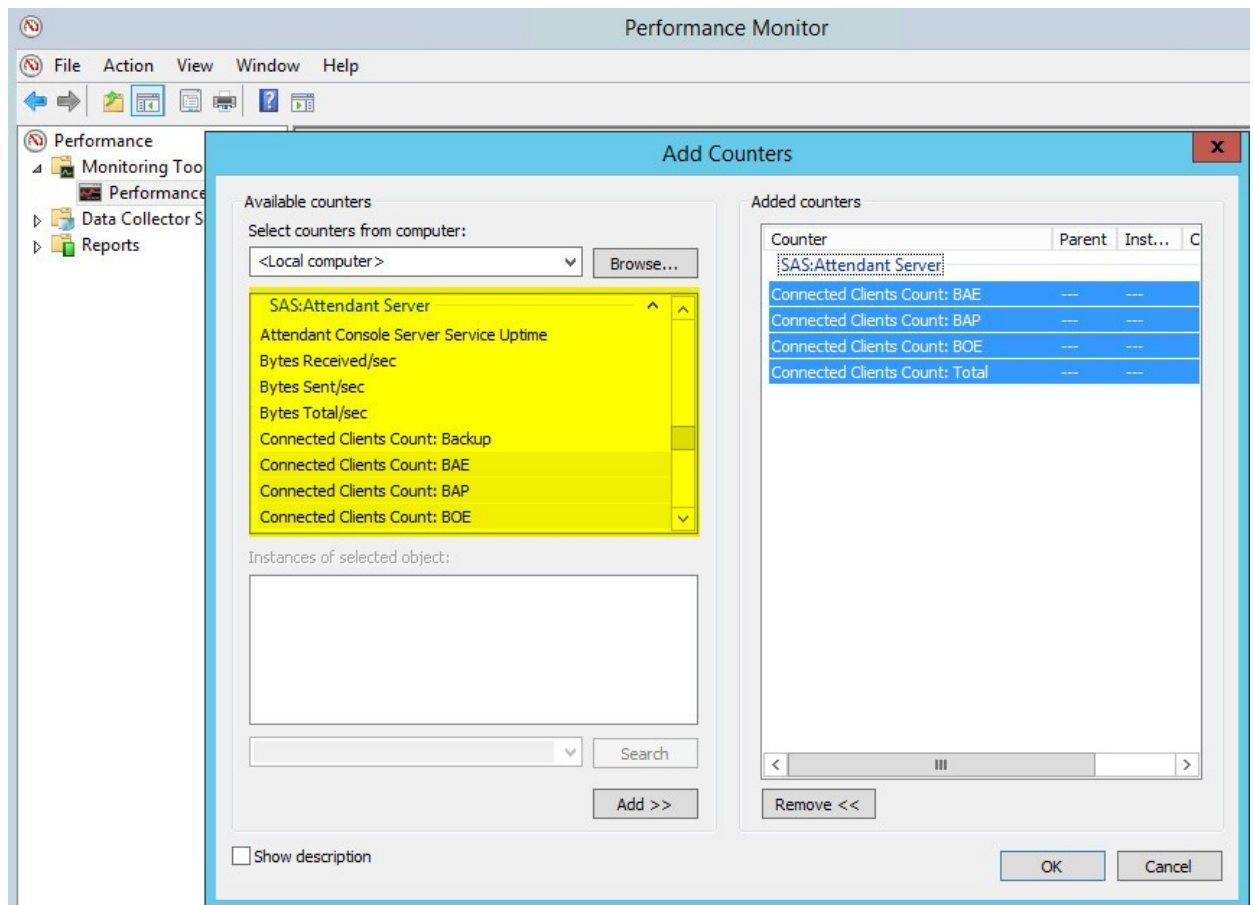 Performance Monitor
File Action View Window Help
Performance
Monitoring Too
Performance
Data Collector S
Reports
Add Counters
x
Available counters
Select counters from computer:
<Local computer>
Browse...
SAS:Attendant Server
Attendant Console Server Service Uptime
Bytes Received/sec
Bytes Sent/sec
Bytes Total/sec
Connected Clients Count: Backup
Connected Clients Count: BAE
Connected Clients Count: BAP
Connected Clients Count: BOE
Instances of selected object:
Search
Add >>
Show description
Added counters
Counter Parent Inst... C
SAS:Attendant Server
Connected Clients Count: BAE --- ---
Connected Clients Count: BAP --- ---
Connected Clients Count: BOE --- ---
Connected Clients Count: Total --- ---
Remove <<
OK Cancel